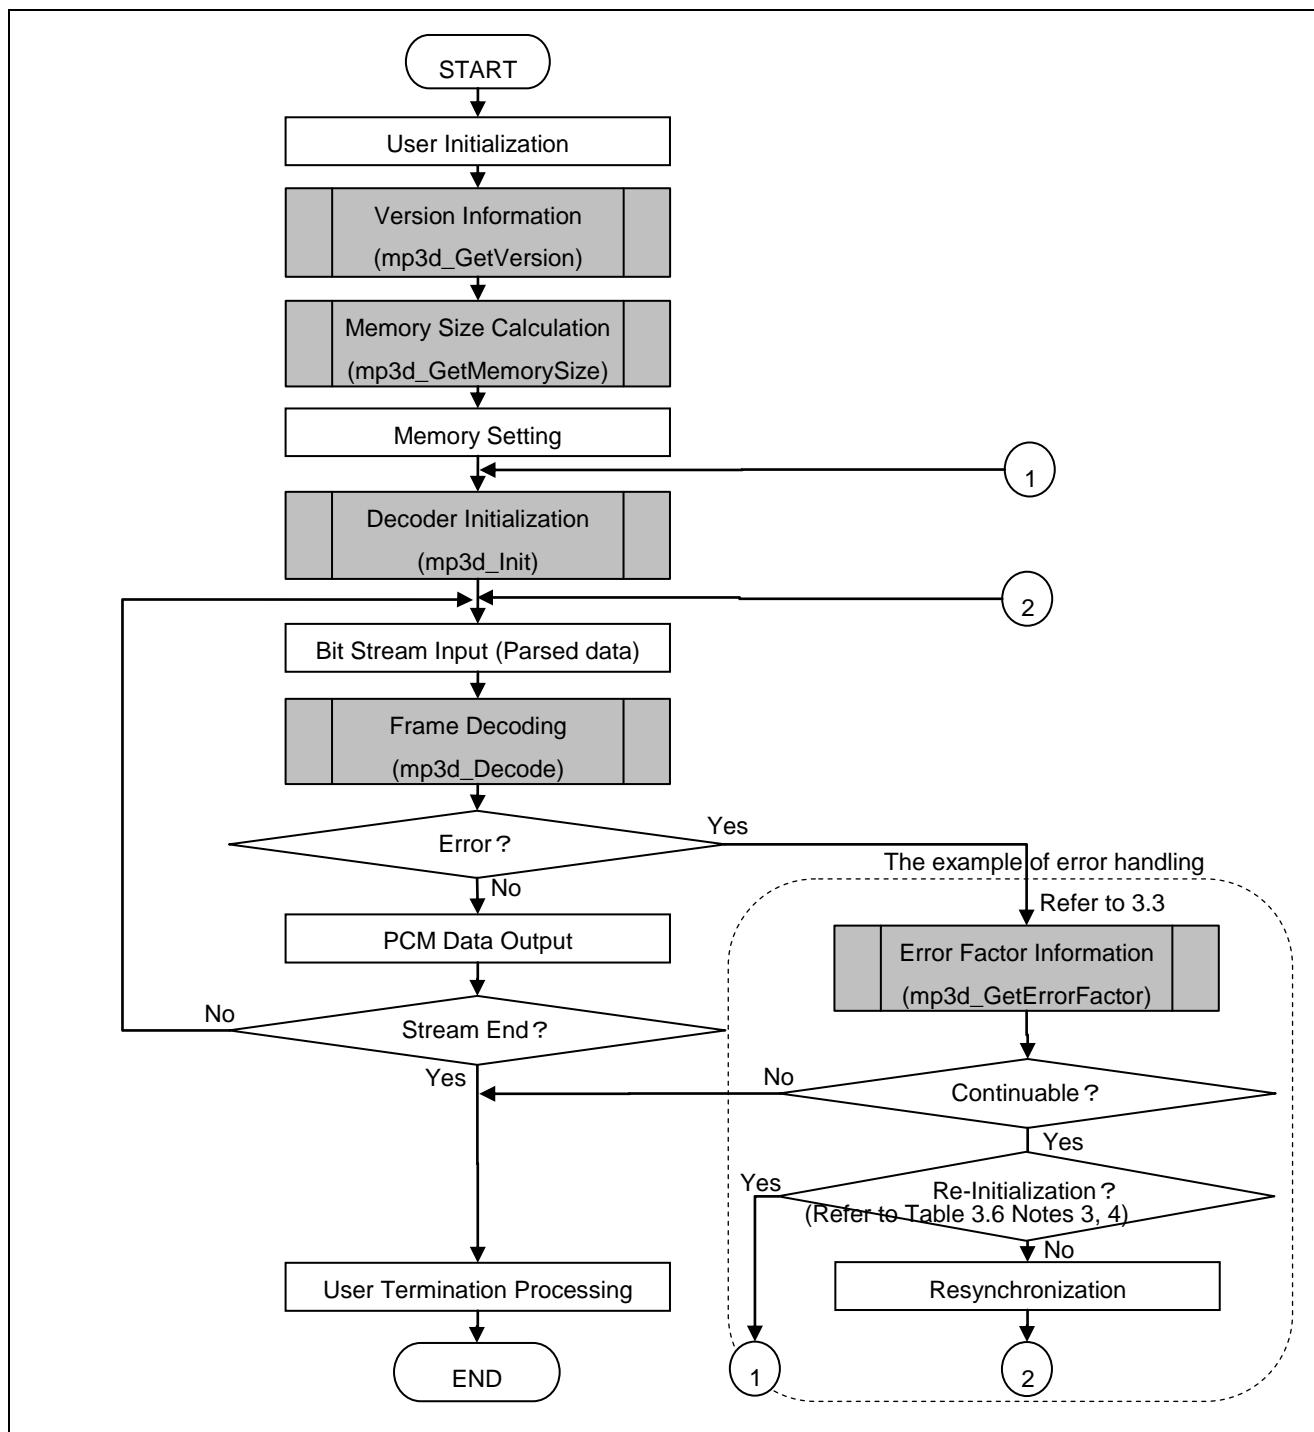 START
User Initialization
Version Information
(mp3d_GetVersion)
Memory Size Calculation
(mp3d_GetMemorySize)
Memory Setting
1
Decoder Initialization
(mp3d_Init)
2
Bit Stream Input (Parsed data)
Frame Decoding
(mp3d_Decode)
Error?
Yes
No
The example of error handling
Refer to 3.3
PCM Data Output
Error Factor Information
(mp3d_GetErrorFactor)
No
Stream End?
Yes
No
Continuable?
Yes
Yes
Re-Initialization?
(Refer to Table 3.6 Notes 3, 4)
No
User Termination Processing
Resynchronization
END
1
2